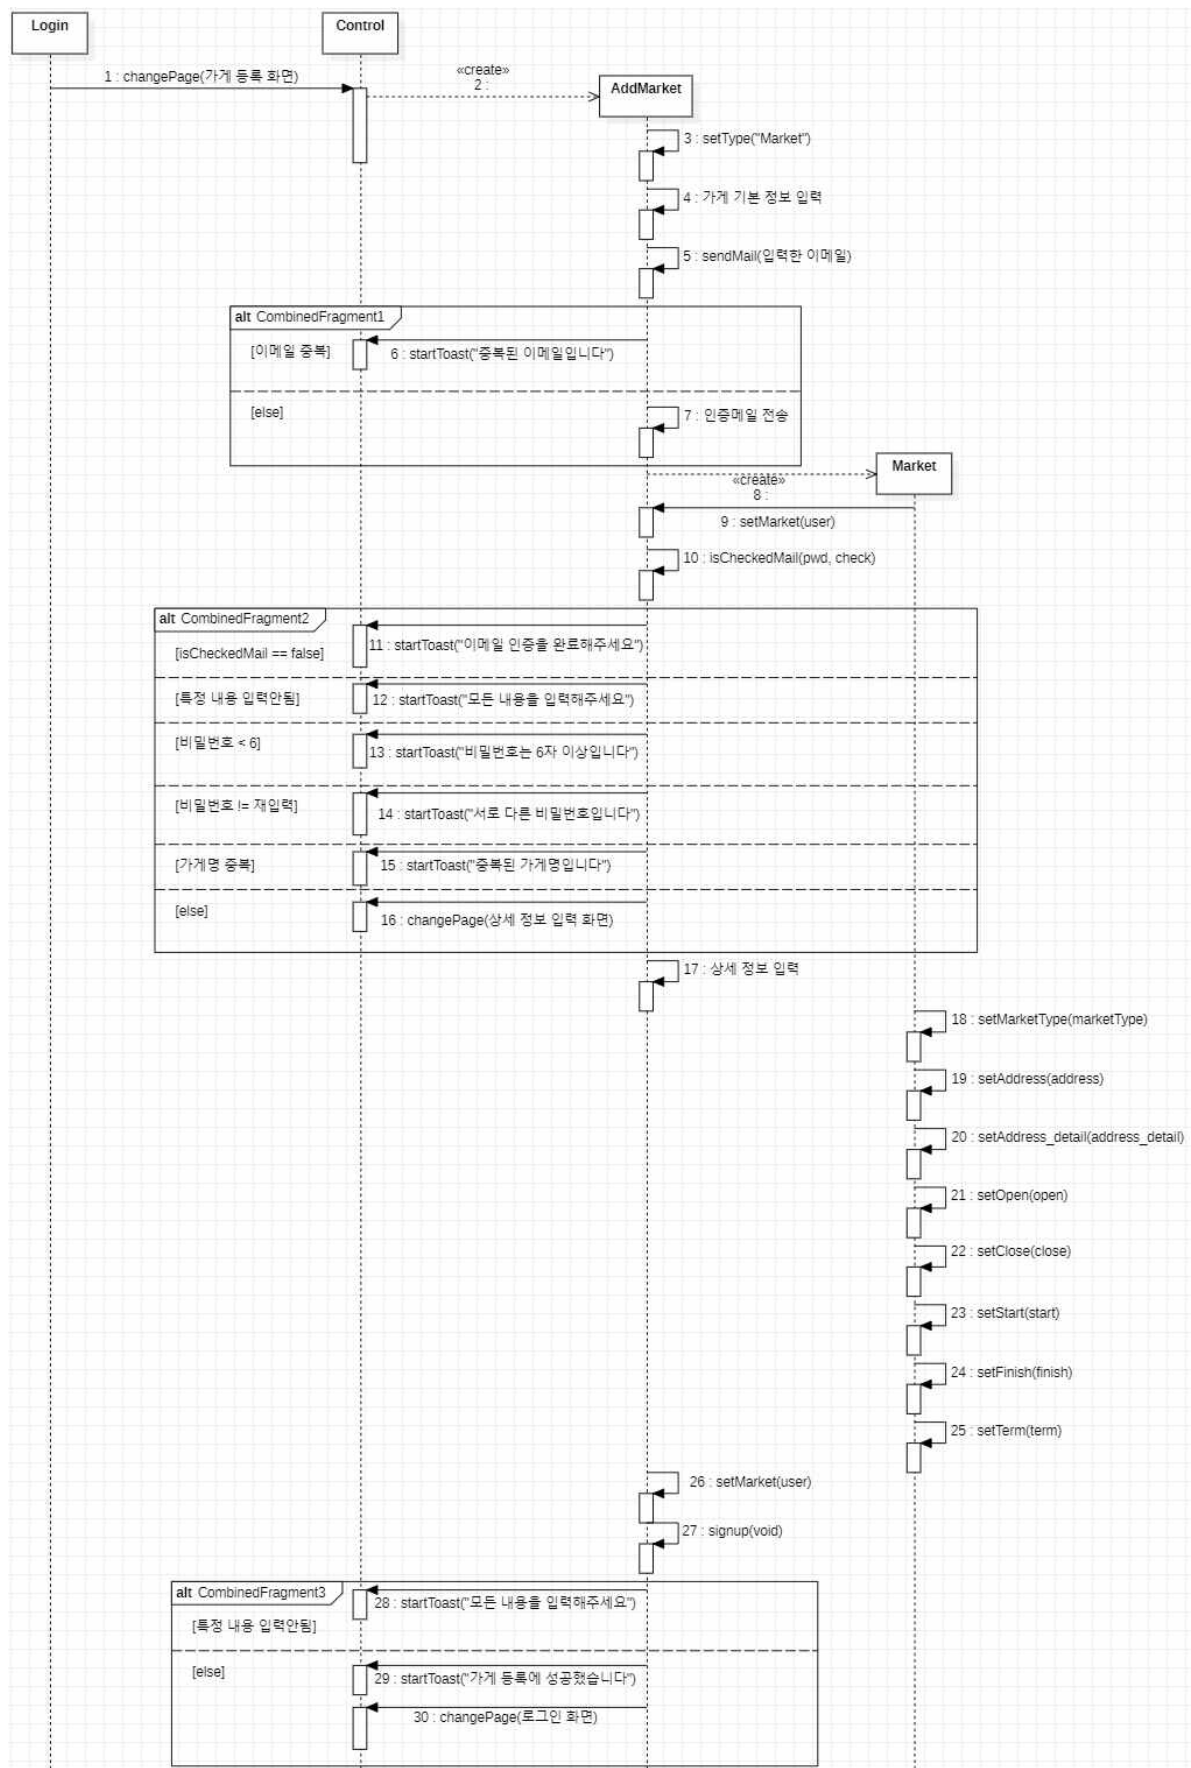 Login
Control
1 : changePage(가게 등록 화면)
«create»
2 :
AddMarket
3 : setType("Market")
4 : 가게 기본 정보 입력
5 : sendMail(입력한 이메일)
alt CombinedFragment1
[이메일 중복]
6 : startToast("중복된 이메일입니다")
[else]
7 : 인증메일 전송
Market
«create»
8 :
9 : setMarket(user)
10 : isCheckedMail(pwd, check)
alt CombinedFragment2
[isCheckedMail == false]
11 : startToast("이메일 인증을 완료해주세요")
[특정 내용 입력안됨]
12 : startToast("모든 내용을 입력해주세요")
[비밀번호 < 6]
13 : startToast("비밀번호는 6자 이상입니다")
[비밀번호 != 재입력]
14 : startToast("서로 다른 비밀번호입니다")
[가게명 중복]
15 : startToast("중복된 가게명입니다")
[else]
16 : changePage(상세 정보 입력 화면)
17 : 상세 정보 입력
18 : setMarketType(marketType)
19 : setAddress(address)
20 : setAddress_detail(address_detail)
21 : setOpen(open)
22 : setClose(close)
23 : setStart(start)
24 : setFinish(finish)
25 : setTerm(term)
26 : setMarket(user)
27 : signup(void)
alt CombinedFragment3
28 : startToast("모든 내용을 입력해주세요")
[특정 내용 입력안됨]
[else]
29 : startToast("가게 등록에 성공했습니다")
30 : changePage(로그인 화면)